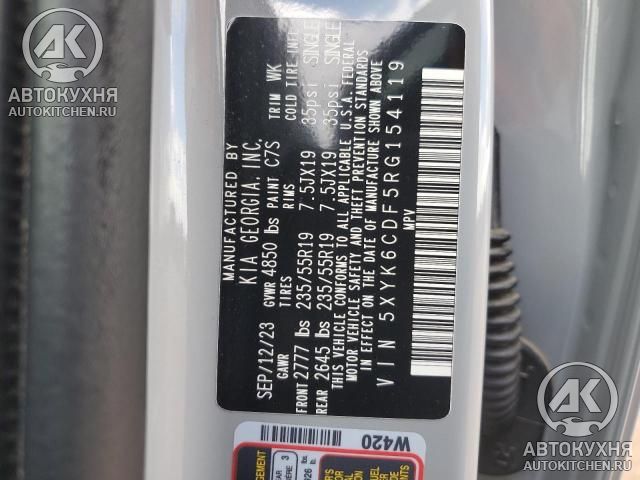 AK
АВТОКУХНЯ
AUTOKITCHEN.RU
MANUFACTURED BY
KIA GEORGIA, INC.
SEP/12/23 GVWR 4850 lbs PAINT C7S TRIM WK
GAWR TIRES RIMS COLD TIRE INFL
FRONT 2777 lbs 235/55R19 7.5JX19 35psi SINGLE
REAR 2645 lbs 235/55R19 7.5JX19 35psi SINGLE
THIS VEHICLE CONFORMS TO ALL APPLICABLE U.S.A FEDERAL
MOTOR VEHICLE SAFETY AND THEFT PREVENTION STANDARDS
IN EFFECT ON THE DATE OF MANUFACTURE SHOWN ABOVE
VIN 5XYK6CDF5RG154119
MPV
W420
3
AK
АВТОКУХНЯ
AUTOKITCHEN.RU